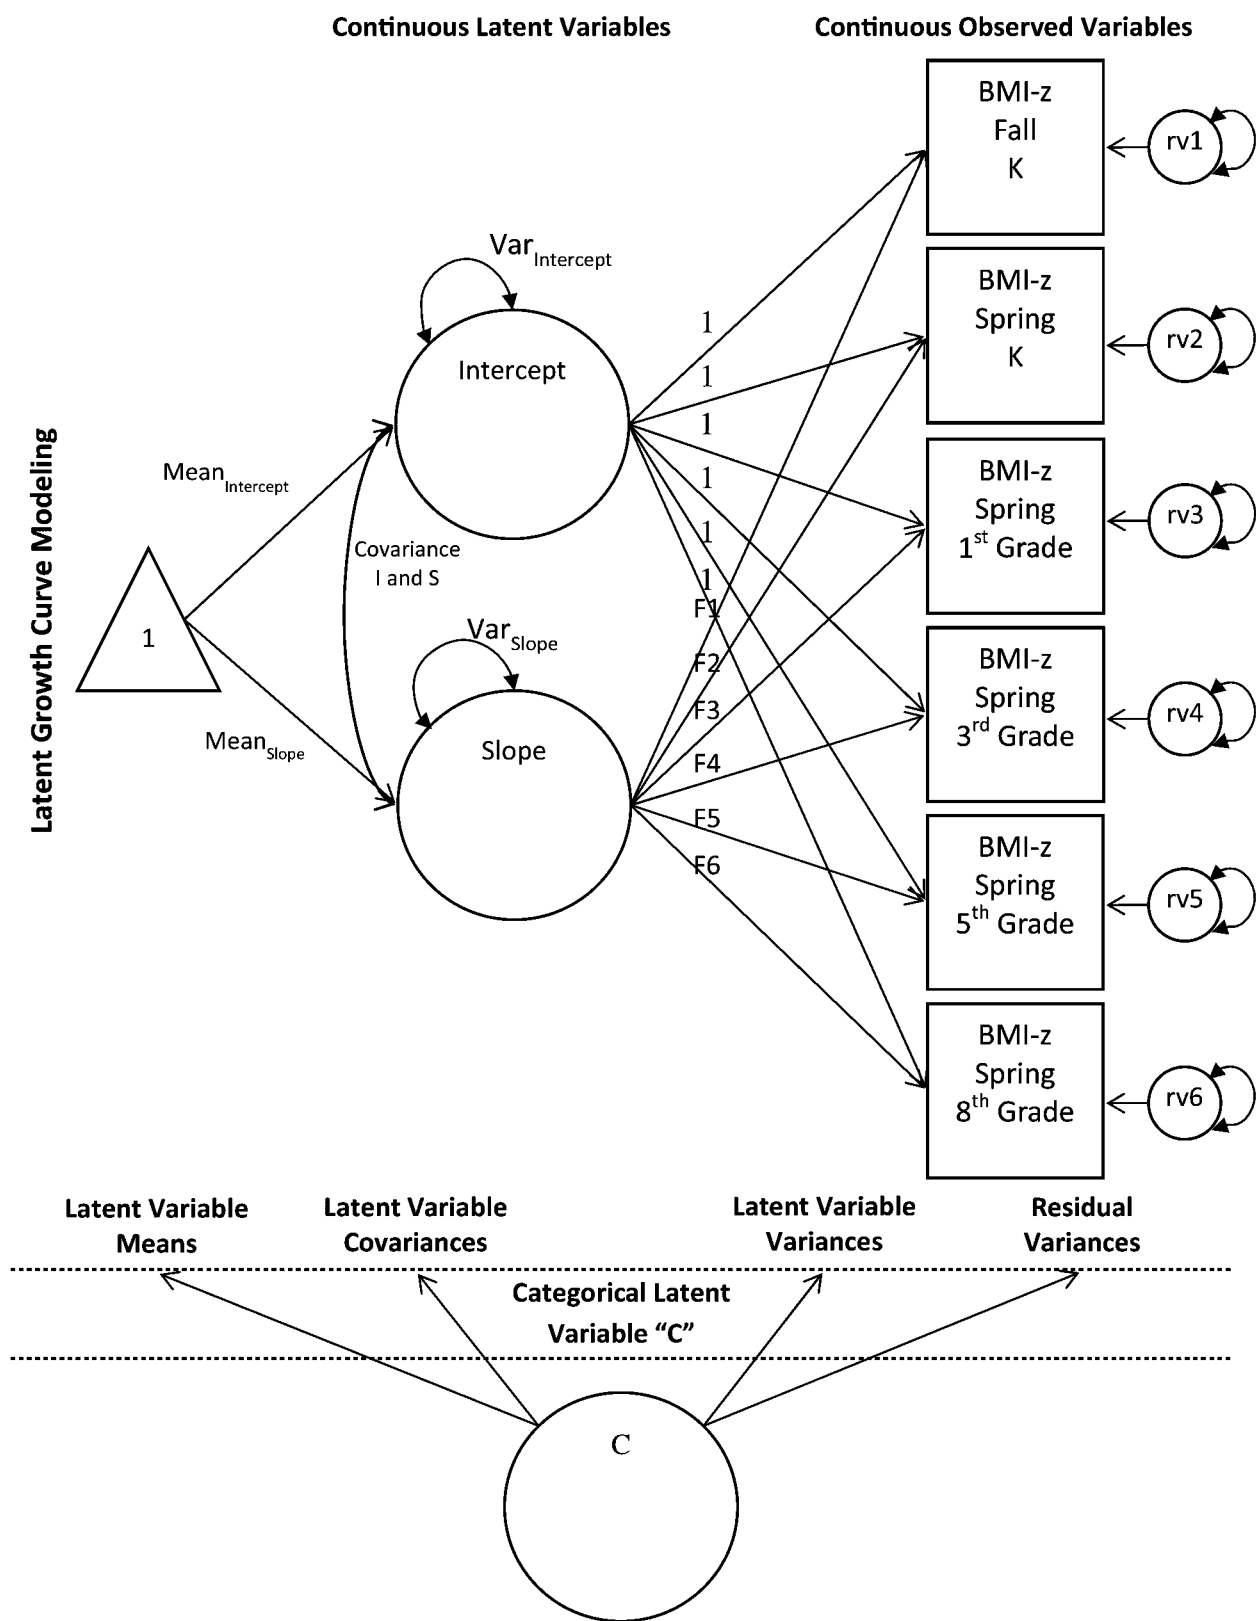 Continuous Latent Variables
Continuous Observed Variables
Latent Growth Curve Modeling
1
Mean Intercept
Mean Slope
Var Intercept
Intercept
Covariance
I and S
Var Slope
Slope
1
1
1
1
1
1
F1
F2
F3
F4
F5
F6
BMI-z
Fall
K
rv1
BMI-z
Spring
K
rv2
BMI-z
Spring
1st Grade
rv3
BMI-z
Spring
3rd Grade
rv4
BMI-z
Spring
5th Grade
rv5
BMI-z
Spring
8th Grade
rv6
Latent Variable
Means
Latent Variable
Covariances
Latent Variable
Variances
Residual
Variances
Categorical Latent
Variable “C”
C